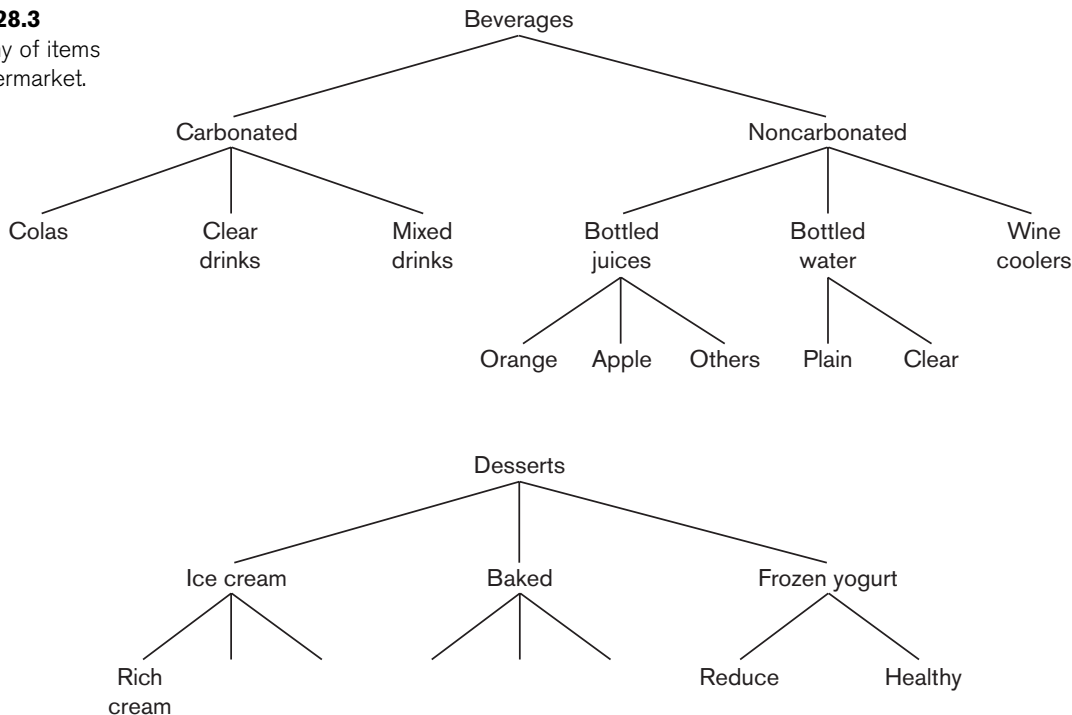 28.3
y of items
ermarket.
Beverages
Carbonated
Noncarbonated
Colas
Clear
drinks
Mixed
drinks
Bottled
juices
Bottled
water
Wine
coolers
Orange
Apple
Others
Plain
Clear
Desserts
Ice cream
Baked
Frozen yogurt
Rich
cream
Reduce
Healthy